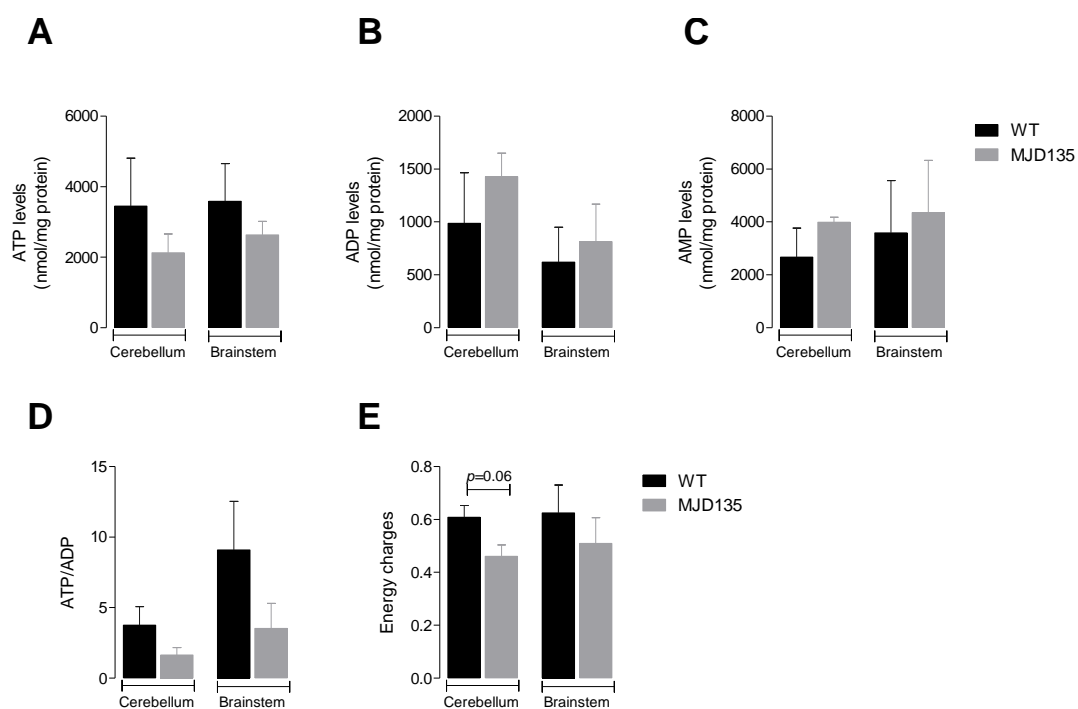 A
ATP levels
(nmol/mg protein)
6000
4000
2000
0
Cerebellum
Brainstem
B
ADP levels
(nmol/mg protein)
2000
1500
1000
500
0
Cerebellum
Brainstem
C
AMP levels
(nmol/mg protein)
8000
6000
4000
2000
0
Cerebellum
Brainstem
WT
MJD135
D
ATP/ADP
15
10
5
0
Cerebellum
Brainstem
E
Energy charges
0.8
0.6
0.4
0.2
0.0
p=0.06
Cerebellum
Brainstem
WT
MJD135